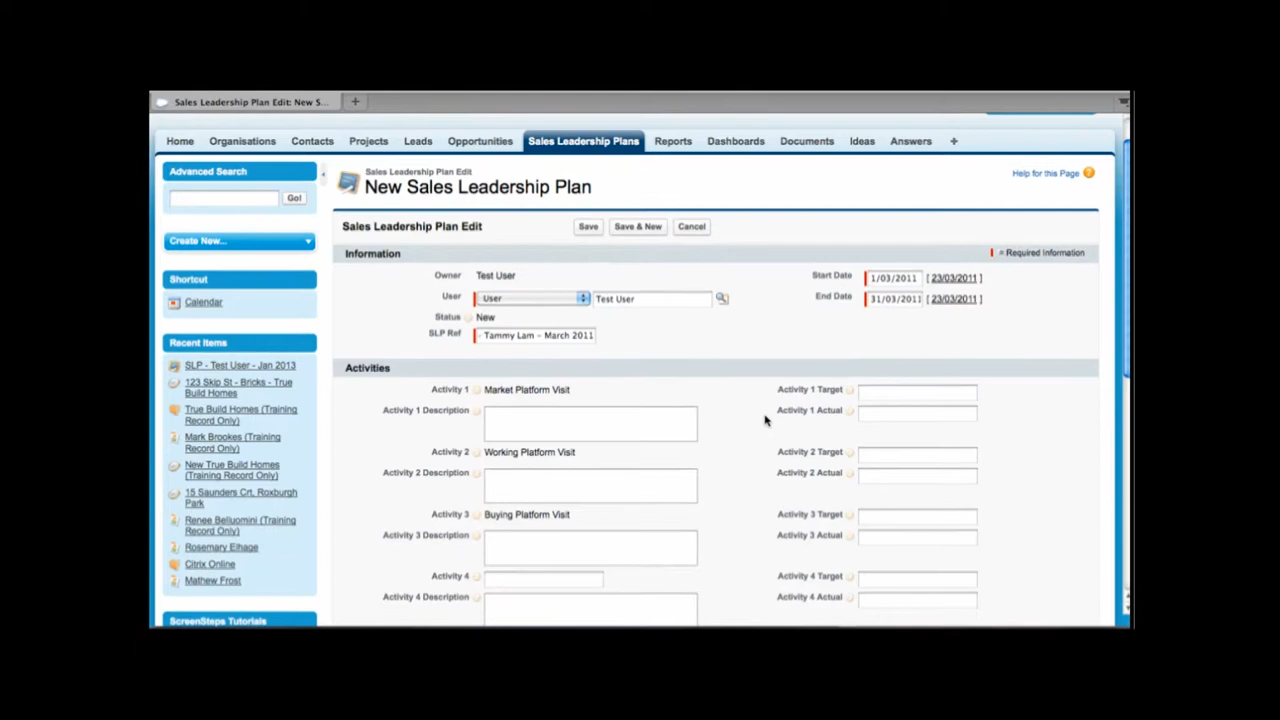 Sales Leadership Plan Edit: New S... +
Home Organisations Contacts Projects Leads Opportunities Sales Leadership Plans Reports Dashboards Documents Ideas Answers +
Advanced Search
Go!
Create New...
Shortcut
Calendar
Recent Items
SLP - Test User - Jan 2013
123 Skip St - Bricks - True
Build Homes
True Build Homes (Training
Record Only)
Mark Brookes (Training
Record Only)
New True Build Homes
(Training Record Only)
15 Saunders Crt, Roxburgh
Park
Renee Belluomini (Training
Record Only)
Rosemary Elhage
Citrix Online
Mathew Frost
ScreenSteps Tutorials
Sales Leadership Plan Edit
New Sales Leadership Plan
Help for this Page ?
Sales Leadership Plan Edit Save Save & New Cancel
Information = Required Information
Owner Test User Start Date 1/03/2011 [ 23/03/2011 ]
User User Test User End Date 31/03/2011 [ 23/03/2011 ]
Status New
SLP Ref - Tammy Lam - March 2011
Activities
Activity 1 Market Platform Visit Activity 1 Target
Activity 1 Description Activity 1 Actual
Activity 2 Working Platform Visit Activity 2 Target
Activity 2 Description Activity 2 Actual
Activity 3 Buying Platform Visit Activity 3 Target
Activity 3 Description Activity 3 Actual
Activity 4 Activity 4 Target
Activity 4 Description Activity 4 Actual